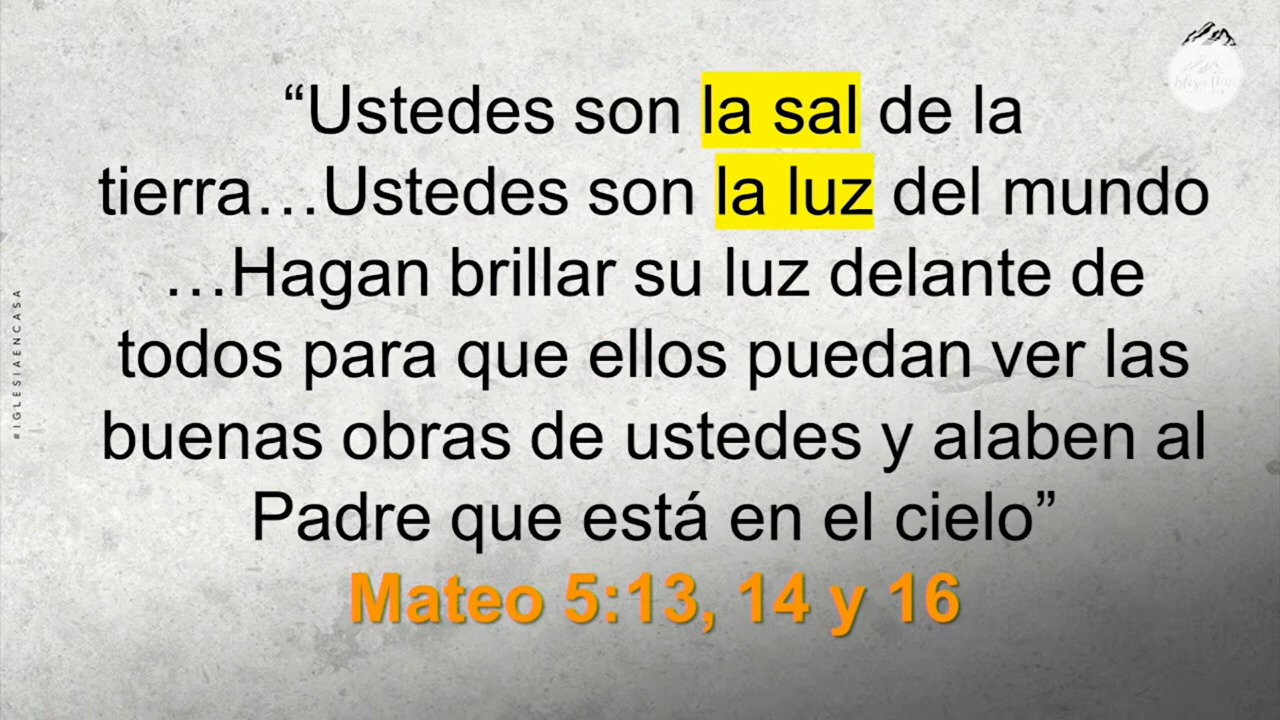 “Ustedes son la sal de la
tierra…Ustedes son la luz del mundo
…Hagan brillar su luz delante de
todos para que ellos puedan ver las
buenas obras de ustedes y alaben al
Padre que está en el cielo”
Mateo 5:13, 14 y 16
#IGLESIAENCASA